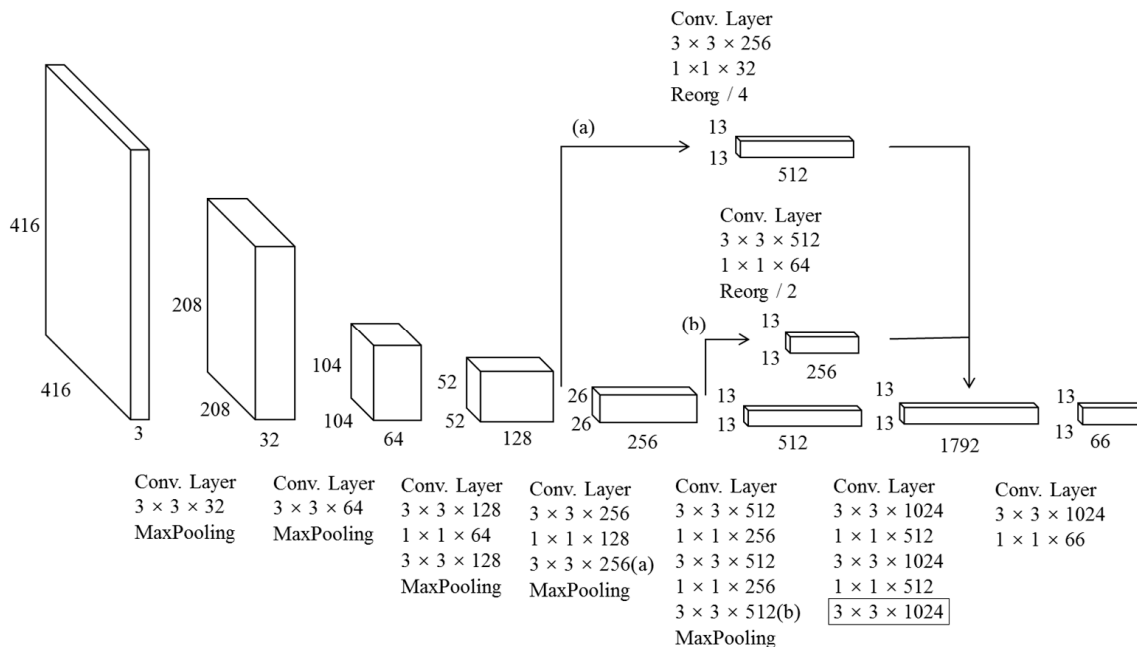 Conv. Layer
3 × 3 × 256
1 ×1 × 32
Reorg / 4
(a)
13
13
512
Conv. Layer
3 × 3 × 512
1 × 1 × 64
Reorg / 2
(b)
13
13
256
416
416
3
208
208
32
104
104
64
52
52
128
26
26
256
13
13
512
13
13
1792
13
13
66
Conv. Layer
3 × 3 × 32
MaxPooling
Conv. Layer
3 × 3 × 64
MaxPooling
Conv. Layer
3 × 3 × 128
1 × 1 × 64
3 × 3 × 128
MaxPooling
Conv. Layer
3 × 3 × 256
1 × 1 × 128
3 × 3 × 256(a)
MaxPooling
Conv. Layer
3 × 3 × 512
1 × 1 × 256
3 × 3 × 512
1 × 1 × 256
3 × 3 × 512(b)
MaxPooling
Conv. Layer
3 × 3 × 1024
1 × 1 × 512
3 × 3 × 1024
1 × 1 × 512
3 × 3 × 1024
Conv. Layer
3 × 3 × 1024
1 × 1 × 66